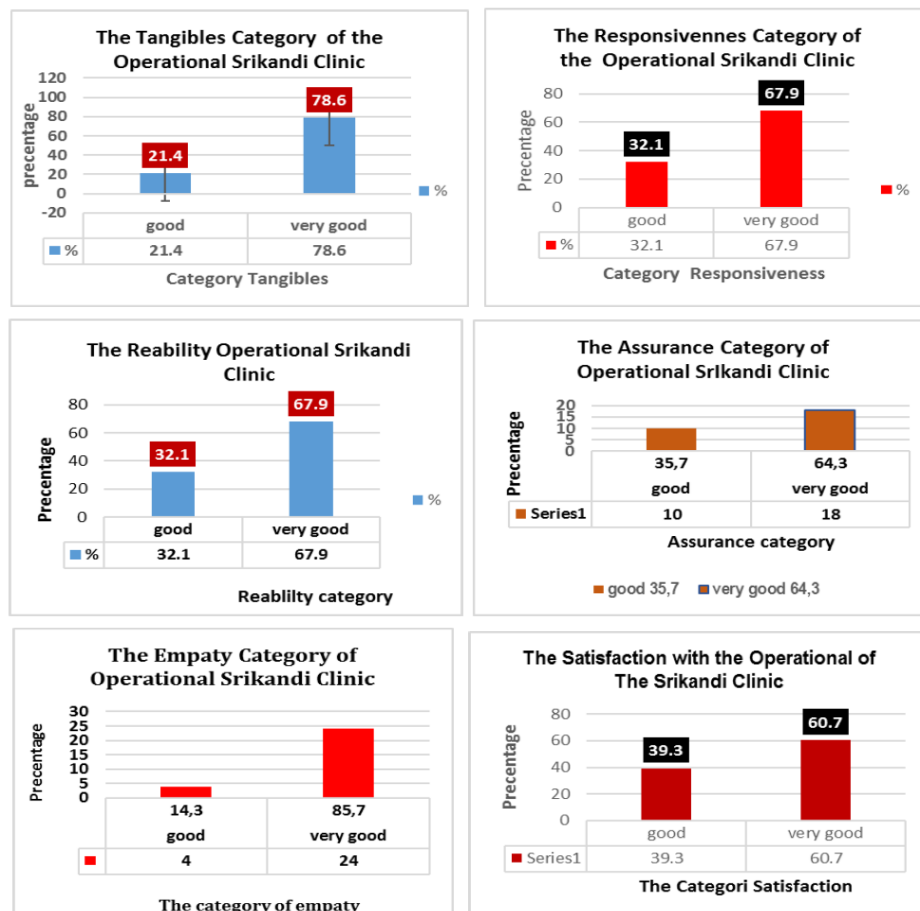 The Tangibles Category of the
Operational Srikandi Clinic
precentage
120
100
80
60
40
20
0
-20
21.4
78.6
%
good very good
% 21.4 78.6
Category Tangibles
The Responsivennes Category of
the Operational Srikandi Clinic
Precentage
80
60
40
20
0
32.1
67.9
%
good very good
% 32.1 67.9
Category Responsiveness
The Reability Operational Srikandi
Clinic
Precentage
80
60
40
20
0
32.1
67.9
%
good very good
% 32.1 67.9
Reablilty category
The Assurance Category of
Operational SrIkandi Clinic
Precentage
20
15
10
5
0
35,7 64,3
good very good
Series1 10 18
Assurance category
good 35,7 very good 64,3
The Empaty Category of
Operational Srikandi Clinic
Precentage
30
25
20
15
10
5
0
14,3 85,7
good very good
4 24
The category of empaty
The Satisfaction with the Operational of
The Srikandi Clinic
Precentage
80
60
40
20
0
39.3
60.7
good very good
Series1 39.3 60.7
The Categori Satisfaction